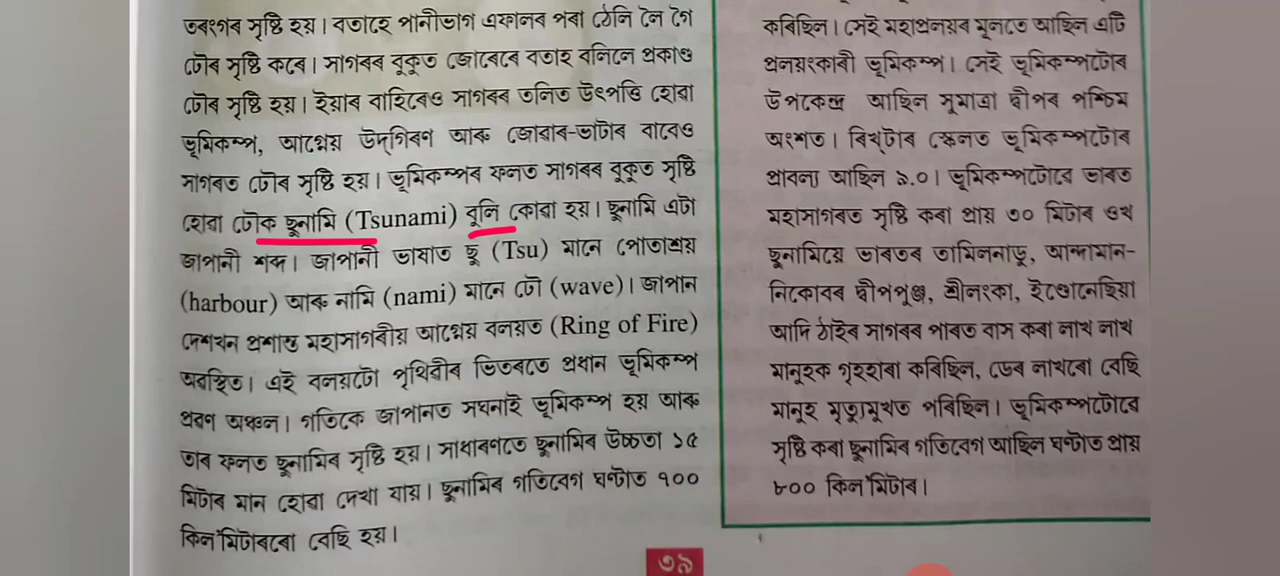 তৰংগৰ সৃষ্টি হয়। বতাহে পানীভাগ এফালৰ পৰা ঠেলি লৈ গৈ
ঢৌৰ সৃষ্টি কৰে। সাগৰৰ বুকুত জোৰেৰে বতাহ বলিলে প্ৰকাণ্ড
ঢৌৰ সৃষ্টি হয়। ইয়াৰ বাহিৰেও সাগৰৰ তলিত উৎপত্তি হোৱা
ভূমিকম্প, আগ্নেয় উদ্‌গিৰণ আৰু জোৱাৰ-ভাটাৰ বাবেও
সাগৰত ঢৌৰ সৃষ্টি হয়। ভূমিকম্পৰ ফলত সাগৰৰ বুকুত সৃষ্টি
হোৱা ঢৌক ছুনামি (Tsunami) বুলি কোৱা হয়। ছুনামি এটা
জাপানী শব্দ। জাপানী ভাষাত ছু (Tsu) মানে পোতাশ্ৰয়
(harbour) আৰু নামি (nami) মানে ঢৌ (wave)। জাপান
দেশখন প্ৰশান্ত মহাসাগৰীয় আগ্নেয় বলয়ত (Ring of Fire)
অৱস্থিত। এই বলয়টো পৃথিৱীৰ ভিতৰতে প্ৰধান ভূমিকম্প
প্ৰৱণ অঞ্চল। গতিকে জাপানত সঘনাই ভূমিকম্প হয় আৰু
তাৰ ফলত ছুনামিৰ সৃষ্টি হয়। সাধাৰণতে ছুনামিৰ উচ্চতা ১৫
মিটাৰ মান হোৱা দেখা যায়। ছুনামিৰ গতিবেগ ঘণ্টাত ৭০০
কিল'মিটাৰৰো বেছি হয়।
কৰিছিল। সেই মহাপ্ৰলয়ৰ মূলতে আছিল এটি
প্ৰলয়ংকাৰী ভূমিকম্প। সেই ভূমিকম্পটোৰ
উপকেন্দ্ৰ আছিল সুমাত্ৰা দ্বীপৰ পশ্চিম
অংশত। ৰিখ্‌টাৰ স্কেলত ভূমিকম্পটোৰ
প্ৰাবল্য আছিল ৯.০। ভূমিকম্পটোৱে ভাৰত
মহাসাগৰত সৃষ্টি কৰা প্ৰায় ৩০ মিটাৰ ওখ
ছুনামিয়ে ভাৰতৰ তামিলনাডু, আন্দামান-
নিকোবৰ দ্বীপপুঞ্জ, শ্ৰীলংকা, ইণ্ডোনেছিয়া
আদি ঠাইৰ সাগৰৰ পাৰত বাস কৰা লাখ লাখ
মানুহক গৃহহাৰা কৰিছিল, ডেৰ লাখৰো বেছি
মানুহ মৃত্যুমুখত পৰিছিল। ভূমিকম্পটোৱে
সৃষ্টি কৰা ছুনামিৰ গতিবেগ আছিল ঘণ্টাত প্ৰায়
৮০০ কিল'মিটাৰ।
৩৯